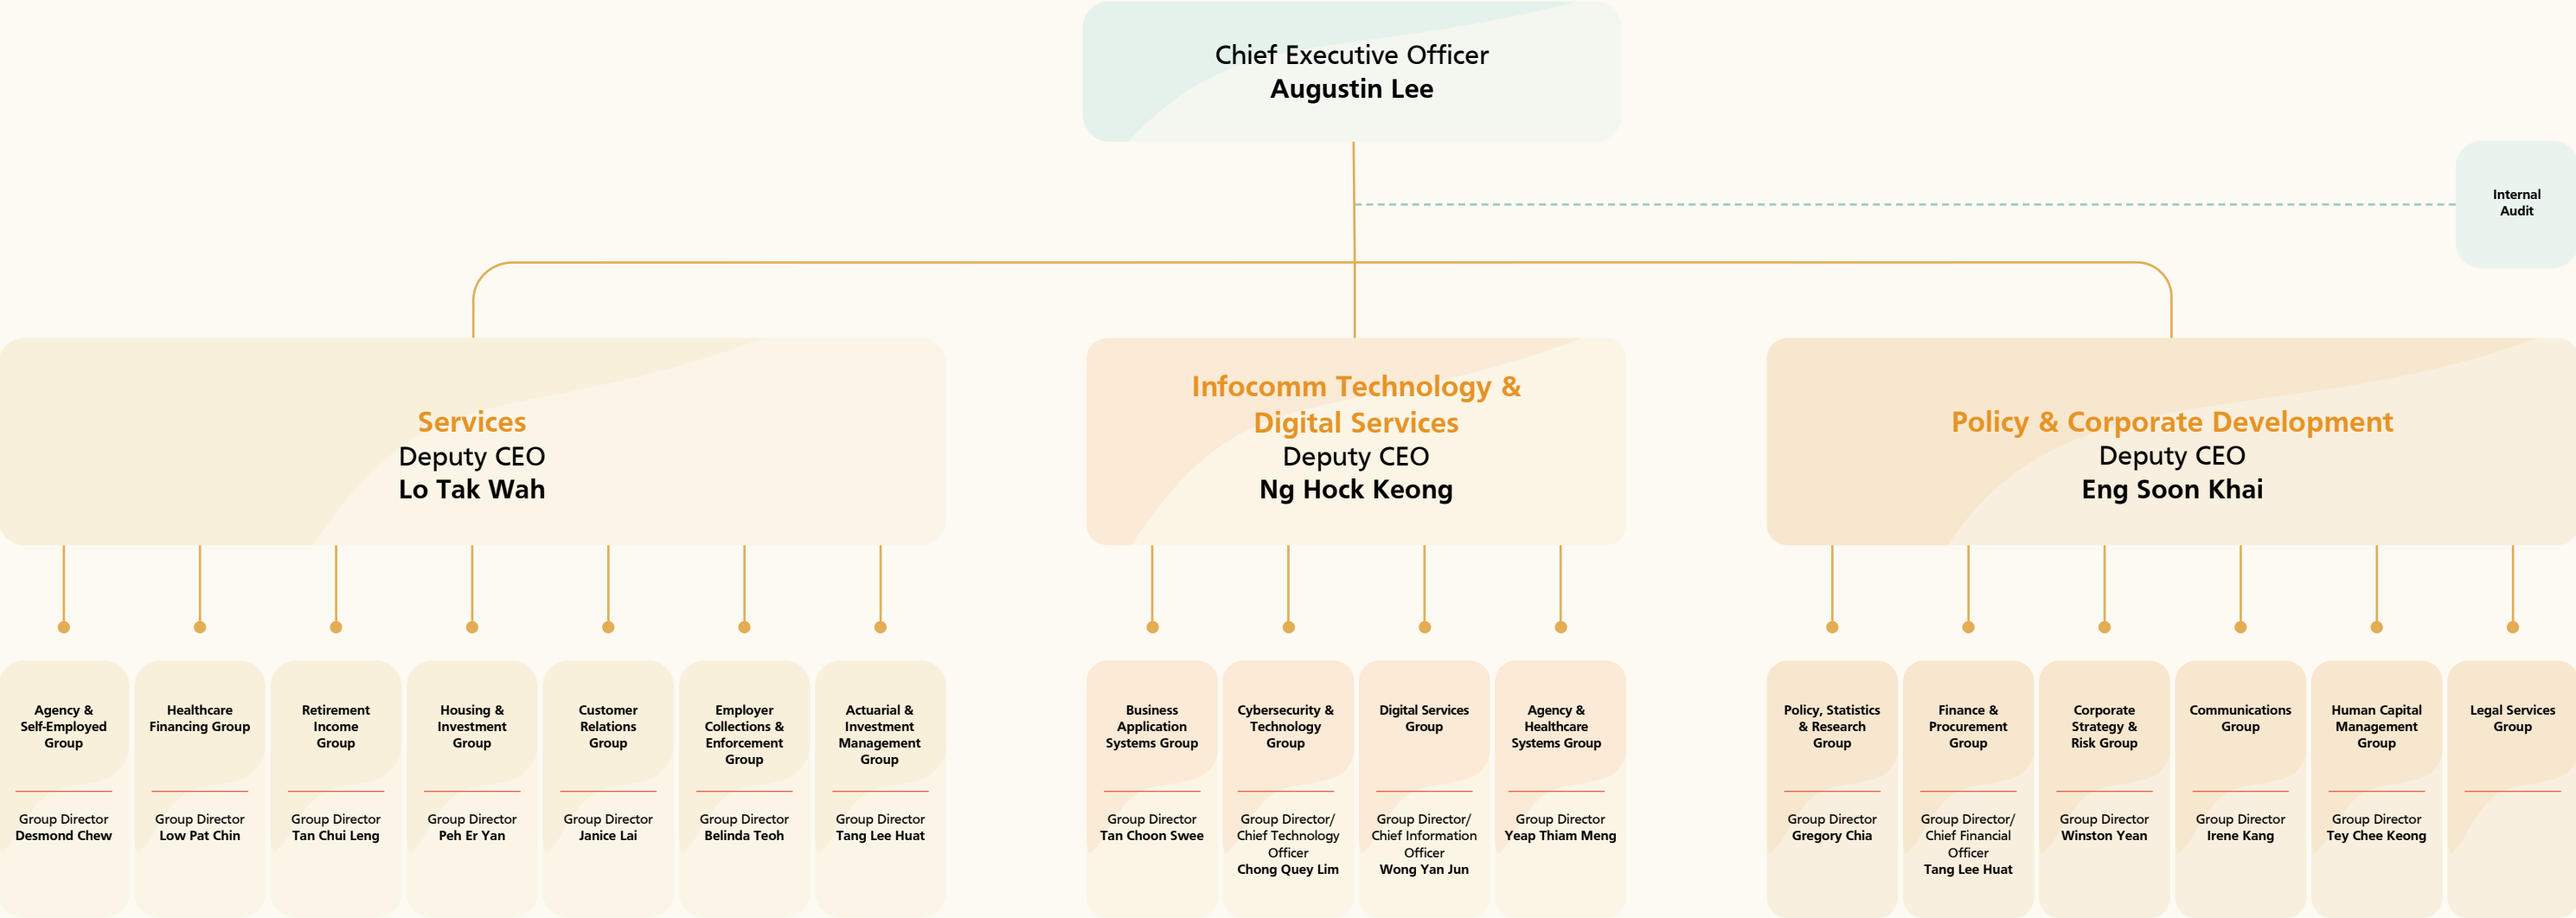 Chief Executive Officer
Augustin Lee
Internal
Audit
Services
Deputy CEO
Lo Tak Wah
Infocomm Technology &
Digital Services
Deputy CEO
Ng Hock Keong
Policy & Corporate Development
Deputy CEO
Eng Soon Khai
Agency &
Self-Employed
Group
Group Director
Desmond Chew
Healthcare
Financing Group
Group Director
Low Pat Chin
Retirement
Income
Group
Group Director
Tan Chui Leng
Housing &
Investment
Group
Group Director
Peh Er Yan
Customer
Relations
Group
Group Director
Janice Lai
Employer
Collections &
Enforcement
Group
Group Director
Belinda Teoh
Actuarial &
Investment
Management
Group
Group Director
Tang Lee Huat
Business
Application
Systems Group
Group Director
Tan Choon Swee
Cybersecurity &
Technology
Group
Group Director/
Chief Technology
Officer
Chong Quey Lim
Digital Services
Group
Group Director/
Chief Information
Officer
Wong Yan Jun
Agency &
Healthcare
Systems Group
Group Director
Yeap Thiam Meng
Policy, Statistics
& Research
Group
Group Director
Gregory Chia
Finance &
Procurement
Group
Group Director/
Chief Financial
Officer
Tang Lee Huat
Corporate
Strategy &
Risk Group
Group Director
Winston Yean
Communications
Group
Group Director
Irene Kang
Human Capital
Management
Group
Group Director
Tey Chee Keong
Legal Services
Group